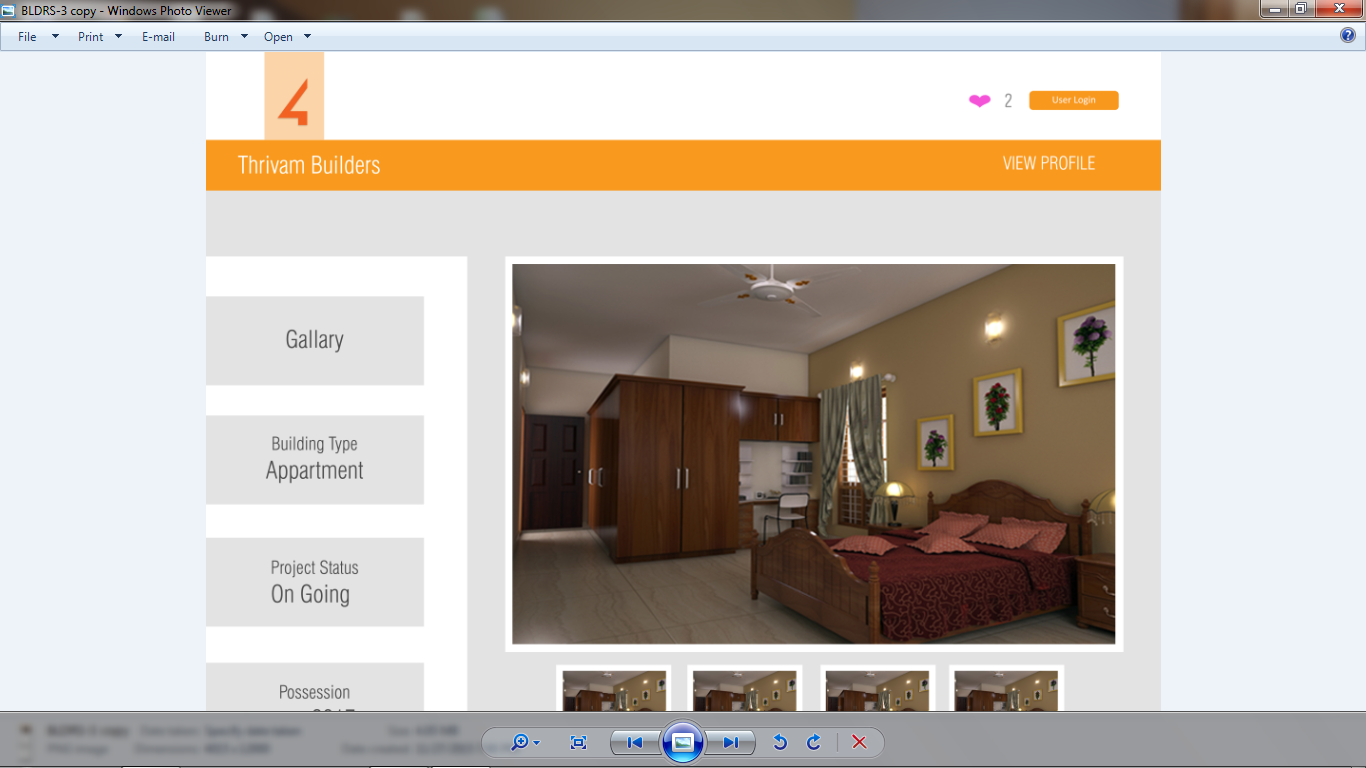 BLDRS-3 copy - Windows Photo Viewer
File Print E-mail Burn Open
4
2 User Login
Thrivam Builders VIEW PROFILE
Gallary
Building Type
Appartment
Project Status
On Going
Possession